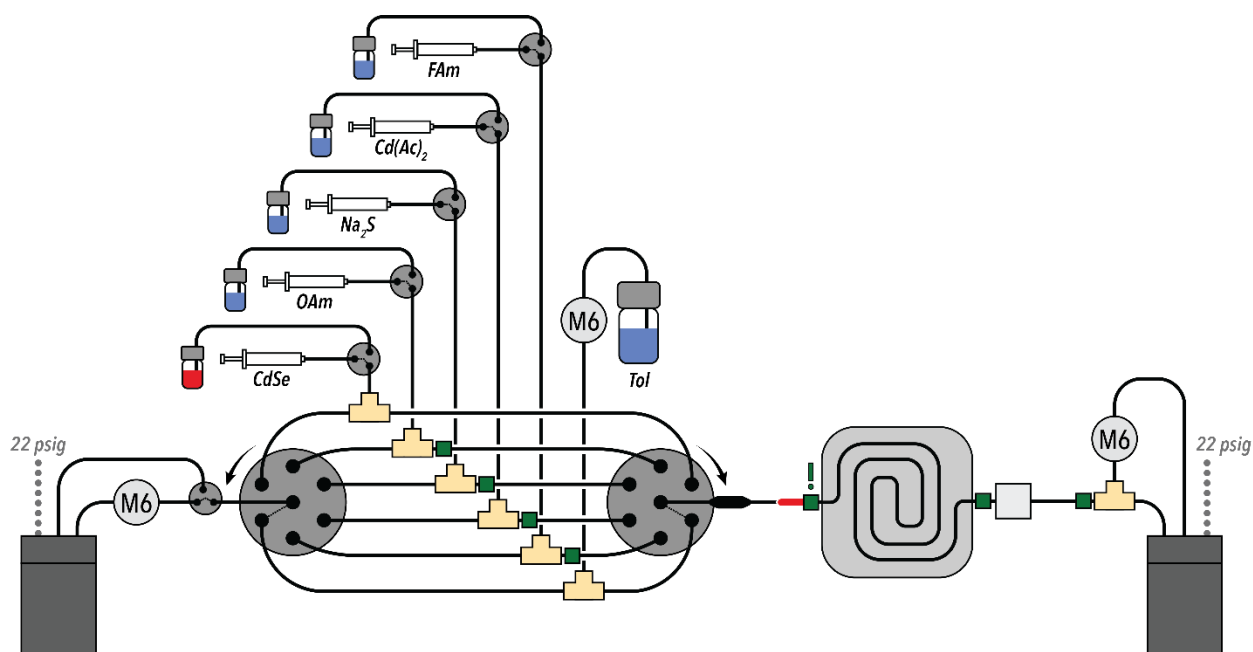 FAm
Cd(Ac)₂
Na₂S
OAm
CdSe
M6
Tol
22 psig
M6
M6
22 psig
!